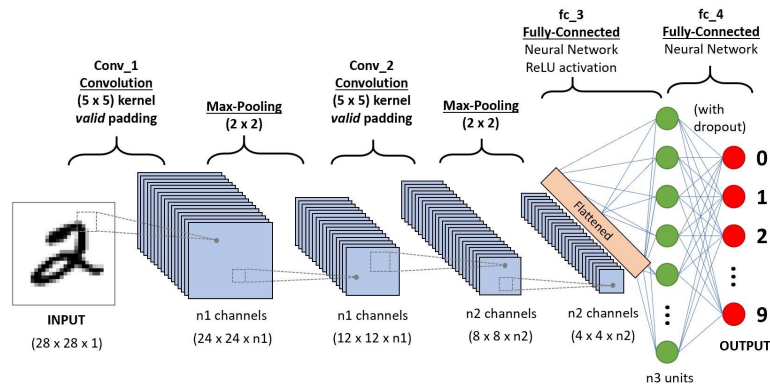 fc_3
Fully-Connected
Neural Network
ReLU activation
fc_4
Fully-Connected
Neural Network
Conv_1
Convolution
(5 x 5) kernel
valid padding
Max-Pooling
(2 x 2)
Conv_2
Convolution
(5 x 5) kernel
valid padding
Max-Pooling
(2 x 2)
(with
dropout)
Flattened
0
1
2
9
2
INPUT
(28 x 28 x 1)
n1 channels
(24 x 24 x n1)
n1 channels
(12 x 12 x n1)
n2 channels
(8 x 8 x n2)
n2 channels
(4 x 4 x n2)
OUTPUT
n3 units